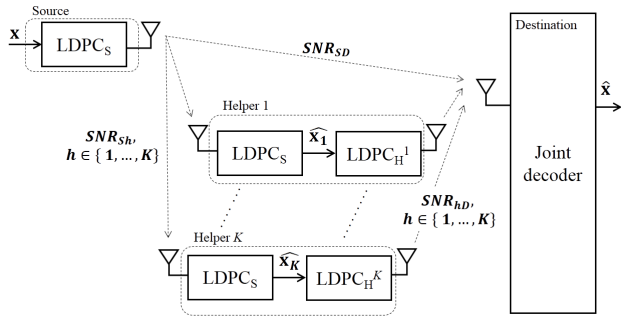 Source
x
LDPC_S
SNR_SD
Destination
Helper 1
SNR_Sh,
h ∈ { 1, ..., K}
LDPC_S
x̂_1
LDPC_H^1
Joint
decoder
x̂
SNR_hD,
h ∈ { 1, ..., K}
Helper K
LDPC_S
x̂_K
LDPC_H^K